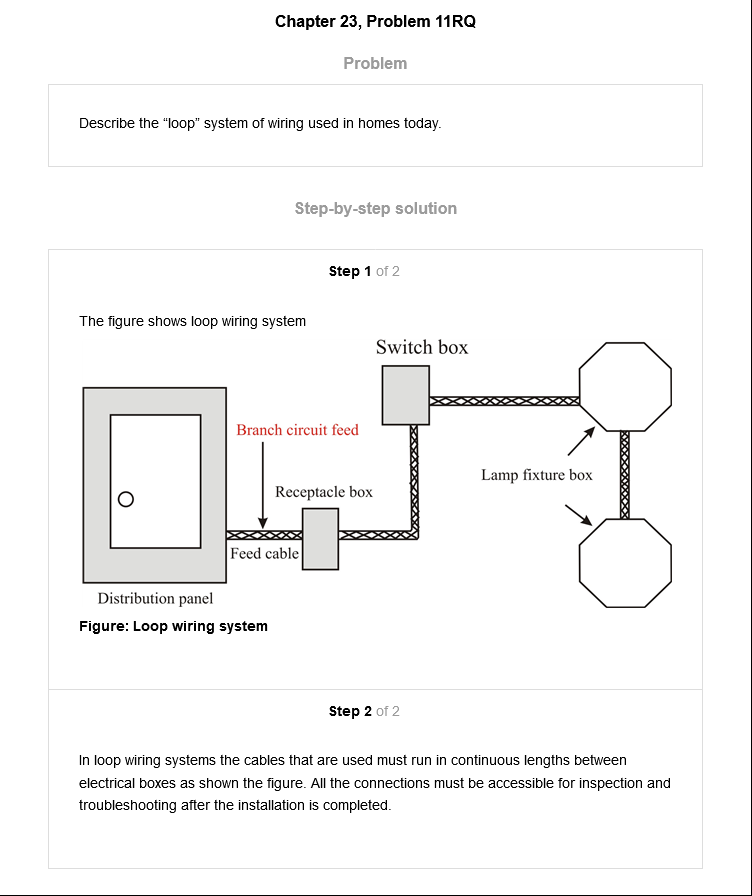 Chapter 23, Problem 11RQ
Problem
Describe the “loop” system of wiring used in homes today.
Step-by-step solution
Step 1 of 2
The figure shows loop wiring system
Switch box
Branch circuit feed
Receptacle box
Lamp fixture box
Feed cable
Distribution panel
Figure: Loop wiring system
Step 2 of 2
In loop wiring systems the cables that are used must run in continuous lengths between
electrical boxes as shown the figure. All the connections must be accessible for inspection and
troubleshooting after the installation is completed.